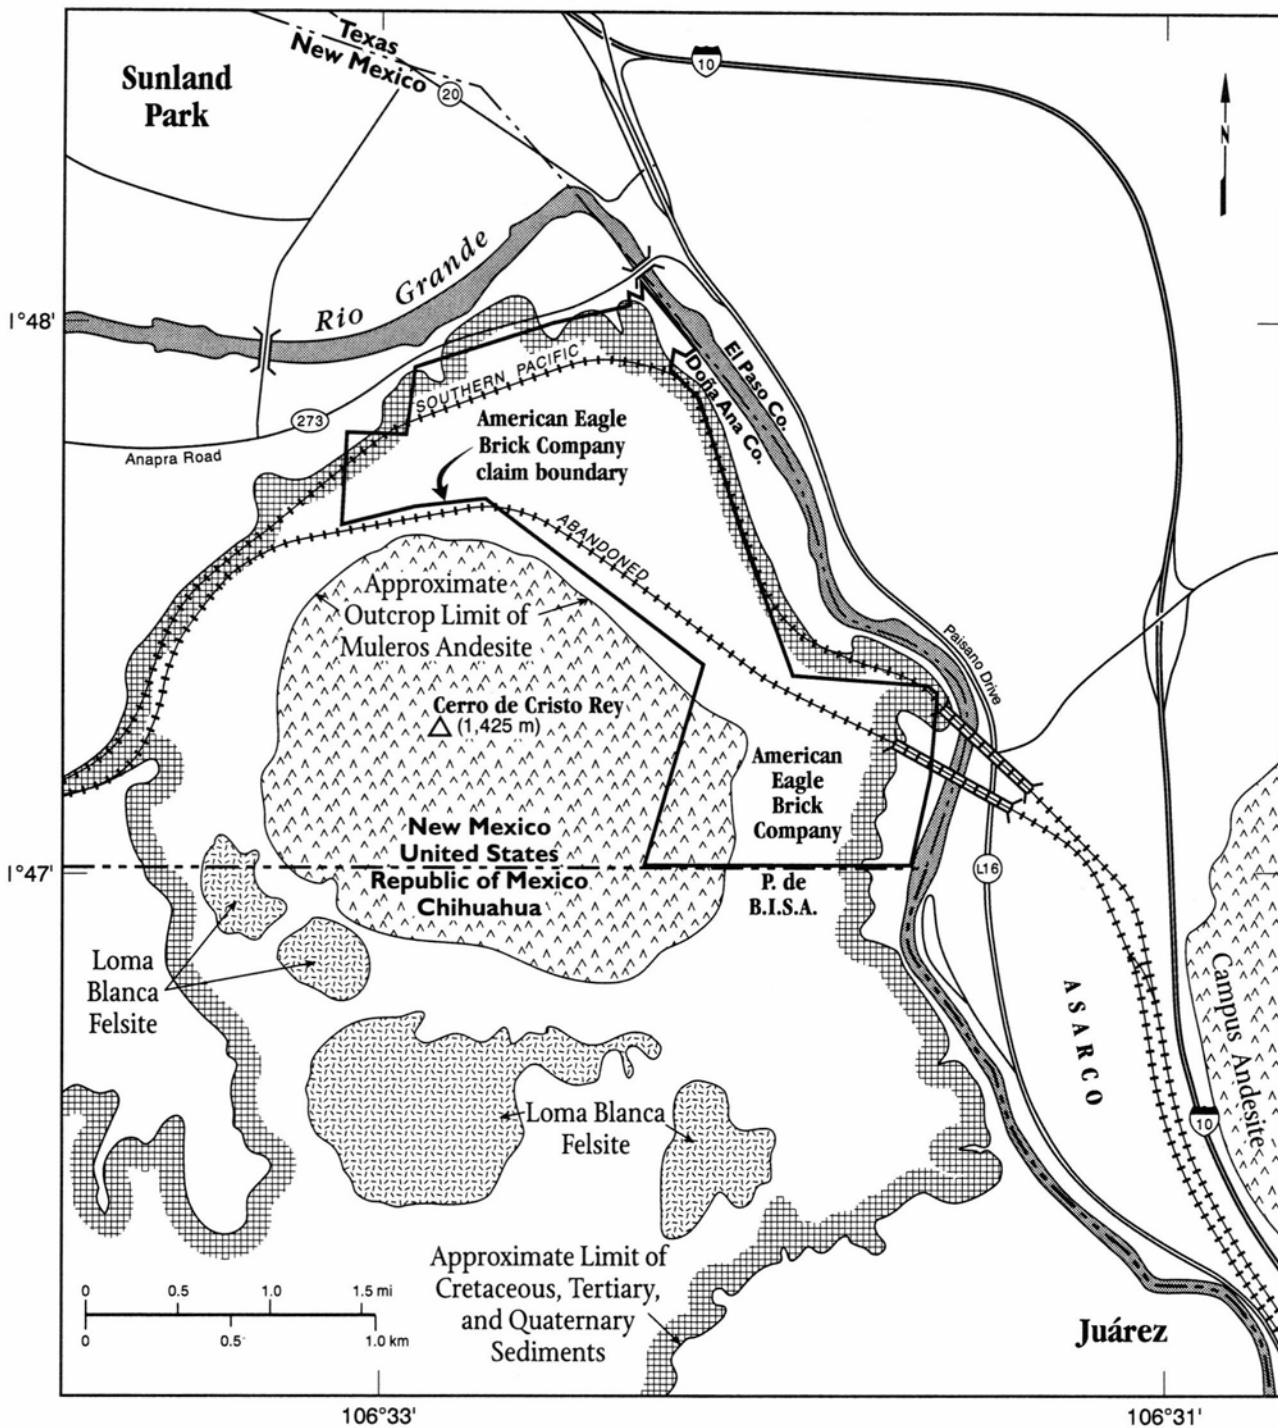 Texas
New Mexico
10
Sunland
Park
20
N
Rio Grande
1°48'
El Paso Co.
Doña Ana Co.
SOUTHERN PACIFIC
273
Anapra Road
American Eagle
Brick Company
claim boundary
ABANDONED
Approximate
Outcrop Limit of
Muleros Andesite
Paisano Drive
Cerro de Cristo Rey
(1,425 m)
American
Eagle
Brick
Company
New Mexico
United States
1°47'
Republic of Mexico
Chihuahua
P. de
B.I.S.A.
L16
Loma
Blanca
Felsite
ASARCO
Campus Andesite
Loma Blanca
Felsite
10
Approximate Limit of
Cretaceous, Tertiary,
and Quaternary
Sediments
0 0.5 1.0 1.5 mi
0 0.5 1.0 km
Juárez
106°33'
106°31'